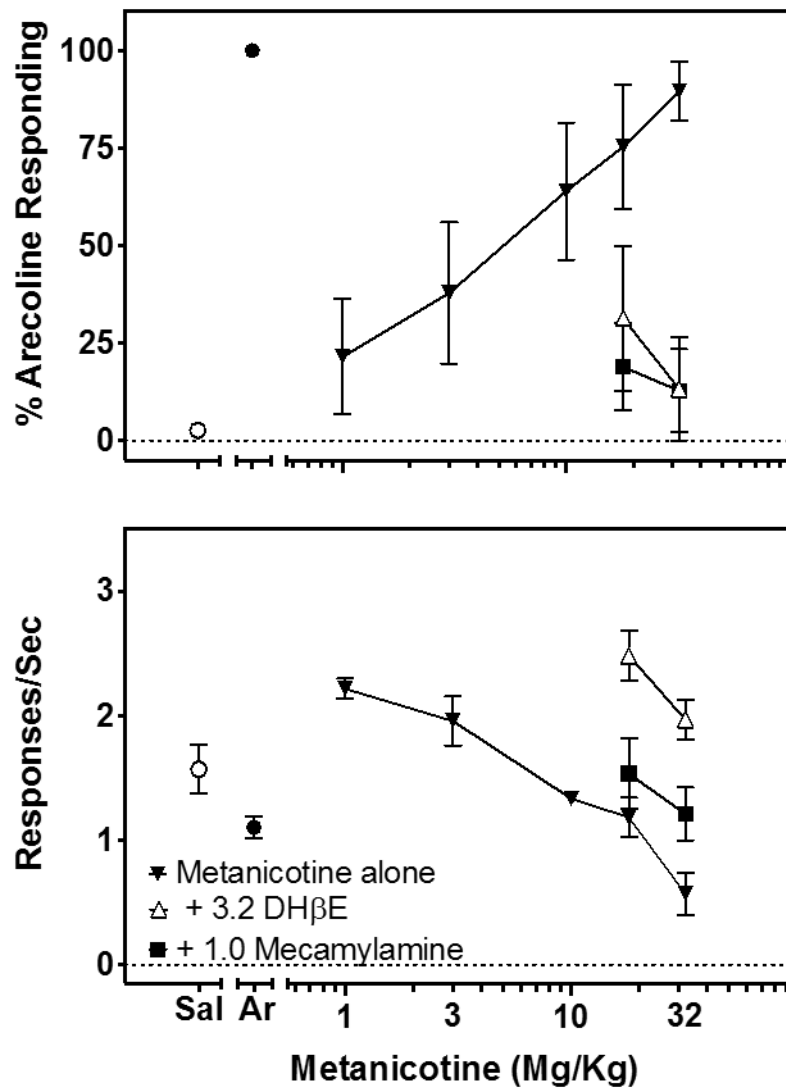 % Arecoline Responding
100
75
50
25
0
Responses/Sec
3
2
1
0
Metanicotine alone
+ 3.2 DHβE
+ 1.0 Mecamylamine
Sal Ar 1 3 10 32
Metanicotine (Mg/Kg)